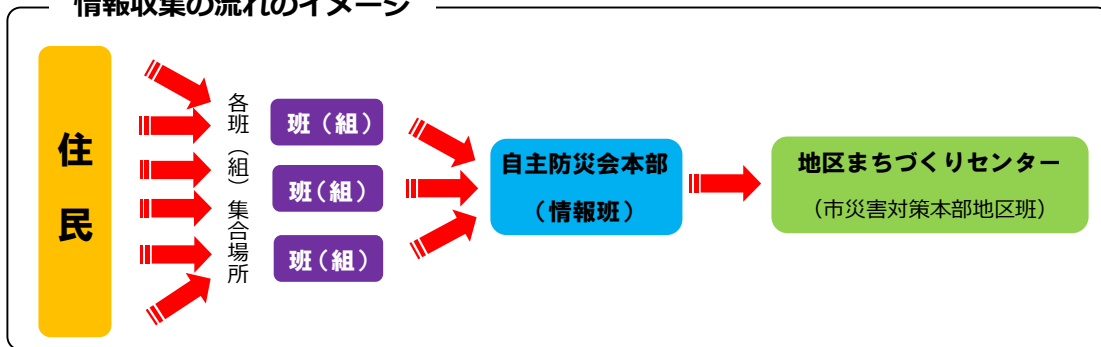 情報収集の流れのイメージ
住民
各班（組）集合場所
班（組）
班（組）
班（組）
自主防災会本部
（情報班）
地区まちづくりセンター
（市災害対策本部地区班）